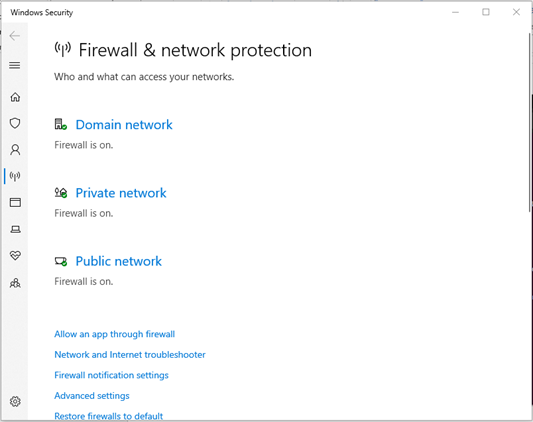 Windows Security
Firewall & network protection
Who and what can access your networks.
Domain network
Firewall is on.
Private network
Firewall is on.
Public network
Firewall is on.
Allow an app through firewall
Network and Internet troubleshooter
Firewall notification settings
Advanced settings
Restore firewalls to default